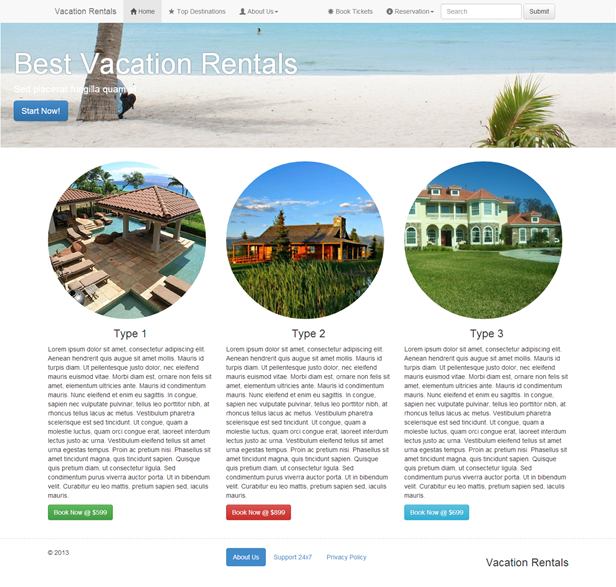 Vacation Rentals Home Top Destinations About Us Book Tickets Reservation Search Submit
Best Vacation Rentals
Sed placerat fringilla quam
Start Now!
Type 1
Lorem ipsum dolor sit amet, consectetur adipiscing elit.
Aenean hendrerit quis augue sit amet mollis. Mauris id
turpis diam. Ut pellentesque justo dolor, nec eleifend
mauris euismod vitae. Morbi diam est, ornare non felis sit
amet, elementum ultricies ante. Mauris id condimentum
mauris. Nunc eleifend et enim eu sagittis. In congue,
sapien nec vulputate pulvinar, tellus leo porttitor nibh, at
rhoncus tellus lacus ac metus. Vestibulum pharetra
scelerisque est sed tincidunt. Ut congue, quam a
molestie luctus, quam orci congue erat, laoreet interdum
lectus justo ac urna. Vestibulum eleifend tellus sit amet
urna egestas tempus. Proin ac pretium nisi. Phasellus sit
amet tincidunt magna, quis tincidunt sapien. Quisque
quis pretium diam, ut consectetur ligula. Sed
condimentum purus viverra auctor porta. Ut in bibendum
velit. Curabitur eu leo mattis, pretium sapien sed, iaculis
mauris.
Book Now @ $599
Type 2
Lorem ipsum dolor sit amet, consectetur adipiscing elit.
Aenean hendrerit quis augue sit amet mollis. Mauris id
turpis diam. Ut pellentesque justo dolor, nec eleifend
mauris euismod vitae. Morbi diam est, ornare non felis sit
amet, elementum ultricies ante. Mauris id condimentum
mauris. Nunc eleifend et enim eu sagittis. In congue,
sapien nec vulputate pulvinar, tellus leo porttitor nibh, at
rhoncus tellus lacus ac metus. Vestibulum pharetra
scelerisque est sed tincidunt. Ut congue, quam a
molestie luctus, quam orci congue erat, laoreet interdum
lectus justo ac urna. Vestibulum eleifend tellus sit amet
urna egestas tempus. Proin ac pretium nisi. Phasellus sit
amet tincidunt magna, quis tincidunt sapien. Quisque
quis pretium diam, ut consectetur ligula. Sed
condimentum purus viverra auctor porta. Ut in bibendum
velit. Curabitur eu leo mattis, pretium sapien sed, iaculis
mauris.
Book Now @ $899
Type 3
Lorem ipsum dolor sit amet, consectetur adipiscing elit.
Aenean hendrerit quis augue sit amet mollis. Mauris id
turpis diam. Ut pellentesque justo dolor, nec eleifend
mauris euismod vitae. Morbi diam est, ornare non felis sit
amet, elementum ultricies ante. Mauris id condimentum
mauris. Nunc eleifend et enim eu sagittis. In congue,
sapien nec vulputate pulvinar, tellus leo porttitor nibh, at
rhoncus tellus lacus ac metus. Vestibulum pharetra
scelerisque est sed tincidunt. Ut congue, quam a
molestie luctus, quam orci congue erat, laoreet interdum
lectus justo ac urna. Vestibulum eleifend tellus sit amet
urna egestas tempus. Proin ac pretium nisi. Phasellus sit
amet tincidunt magna, quis tincidunt sapien. Quisque
quis pretium diam, ut consectetur ligula. Sed
condimentum purus viverra auctor porta. Ut in bibendum
velit. Curabitur eu leo mattis, pretium sapien sed, iaculis
mauris.
Book Now @ $699
© 2013 About Us Support 24x7 Privacy Policy
Vacation Rentals